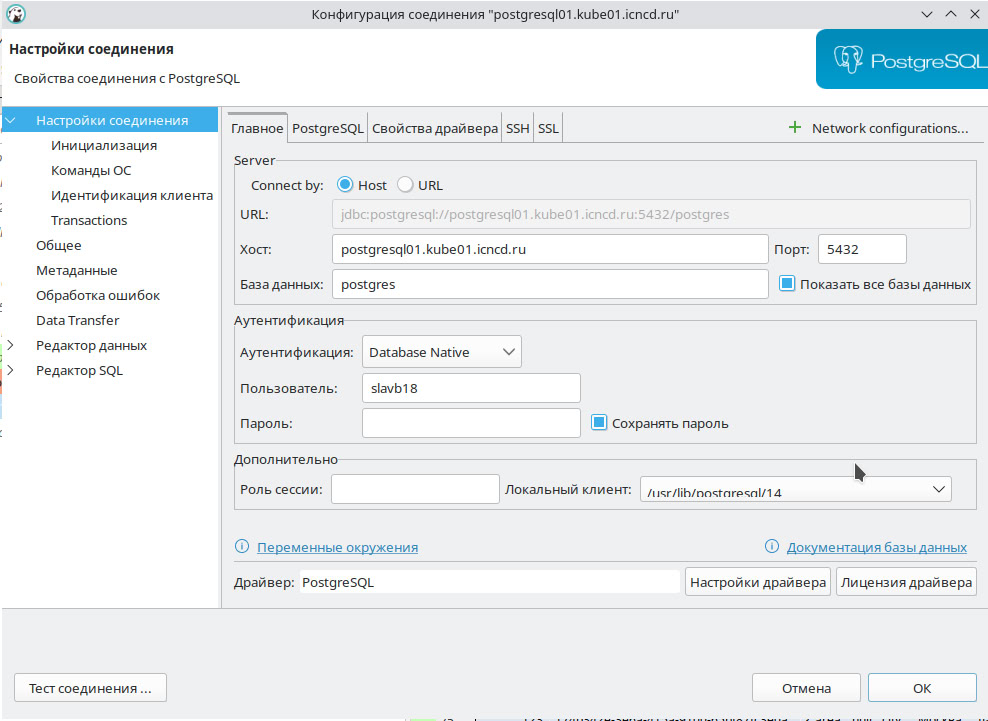 Конфигурация соединения "postgresql01.kube01.icncd.ru"
Настройки соединения
Свойства соединения с PostgreSQL
PostgreSQL
Настройки соединения
Инициализация
Команды ОС
Идентификация клиента
Transactions
Общее
Метаданные
Обработка ошибок
Data Transfer
Редактор данных
Редактор SQL
Главное PostgreSQL Свойства драйвера SSH SSL
Network configurations...
Server
Connect by: Host URL
URL: jdbc:postgresql://postgresql01.kube01.icncd.ru:5432/postgres
Хост: postgresql01.kube01.icncd.ru Порт: 5432
База данных: postgres Показать все базы данных
Аутентификация
Аутентификация: Database Native
Пользователь: slavb18
Пароль: Сохранять пароль
Дополнительно
Роль сессии: Локальный клиент: /usr/lib/postgresql/14
Переменные окружения Документация базы данных
Драйвер: PostgreSQL Настройки драйвера Лицензия драйвера
Тест соединения ... Отмена ОК